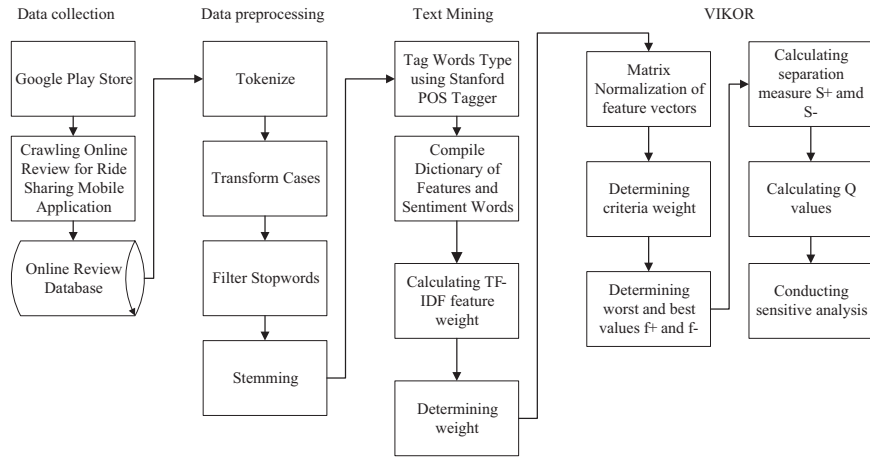 Data collection
Google Play Store
Crawling Online
Review for Ride
Sharing Mobile
Application
Online Review
Database
Data preprocessing
Tokenize
Transform Cases
Filter Stopwords
Stemming
Text Mining
Tag Words Type
using Stanford
POS Tagger
Compile
Dictionary of
Features and
Sentiment Words
Calculating TF-
IDF feature
weight
Determining
weight
VIKOR
Matrix
Normalization of
feature vectors
Determining
criteria weight
Determining worst
and best
values f+ and f-
Calculating
separation
measure S+ amd
S-
Calculating Q
values
Conducting
sensitive analysis